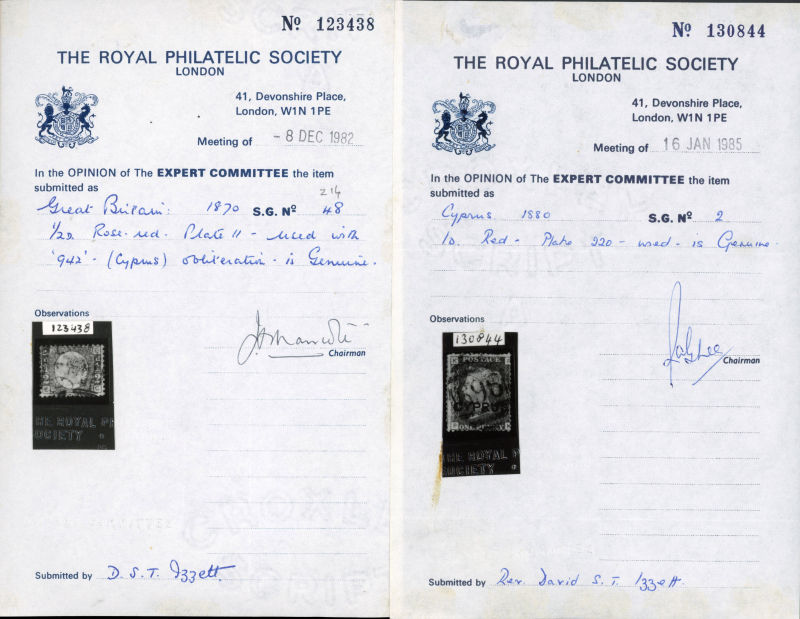 Nº 123438
THE ROYAL PHILATELIC SOCIETY
LONDON
41, Devonshire Place,
London, W1N 1PE
Meeting of - 8 DEC 1982
In the OPINION of The EXPERT COMMITTEE the item
submitted as
Z14
Great Britain: 1870 S.G. Nº 48
1/2d Rose-red. Plate 11 - used with
'942' - (Cyprus) obliteration - is Genuine.
Observations
123438
Chairman
THE ROYAL PH
SOCIETY
Submitted by D. S. T. Izzett
Nº 130844
THE ROYAL PHILATELIC SOCIETY
LONDON
41, Devonshire Place,
London, W1N 1PE
Meeting of 16 JAN 1985
In the OPINION of The EXPERT COMMITTEE the item
submitted as
Cyprus 1880 S.G. Nº 2
1d. Red - Plate 220 - used - is Genuine.
Observations
130844
POSTAGE
CYPRUS
ONE PENNY
Chairman
THE ROYAL P
SOCIETY
Submitted by Rev. David S. T. Izzett